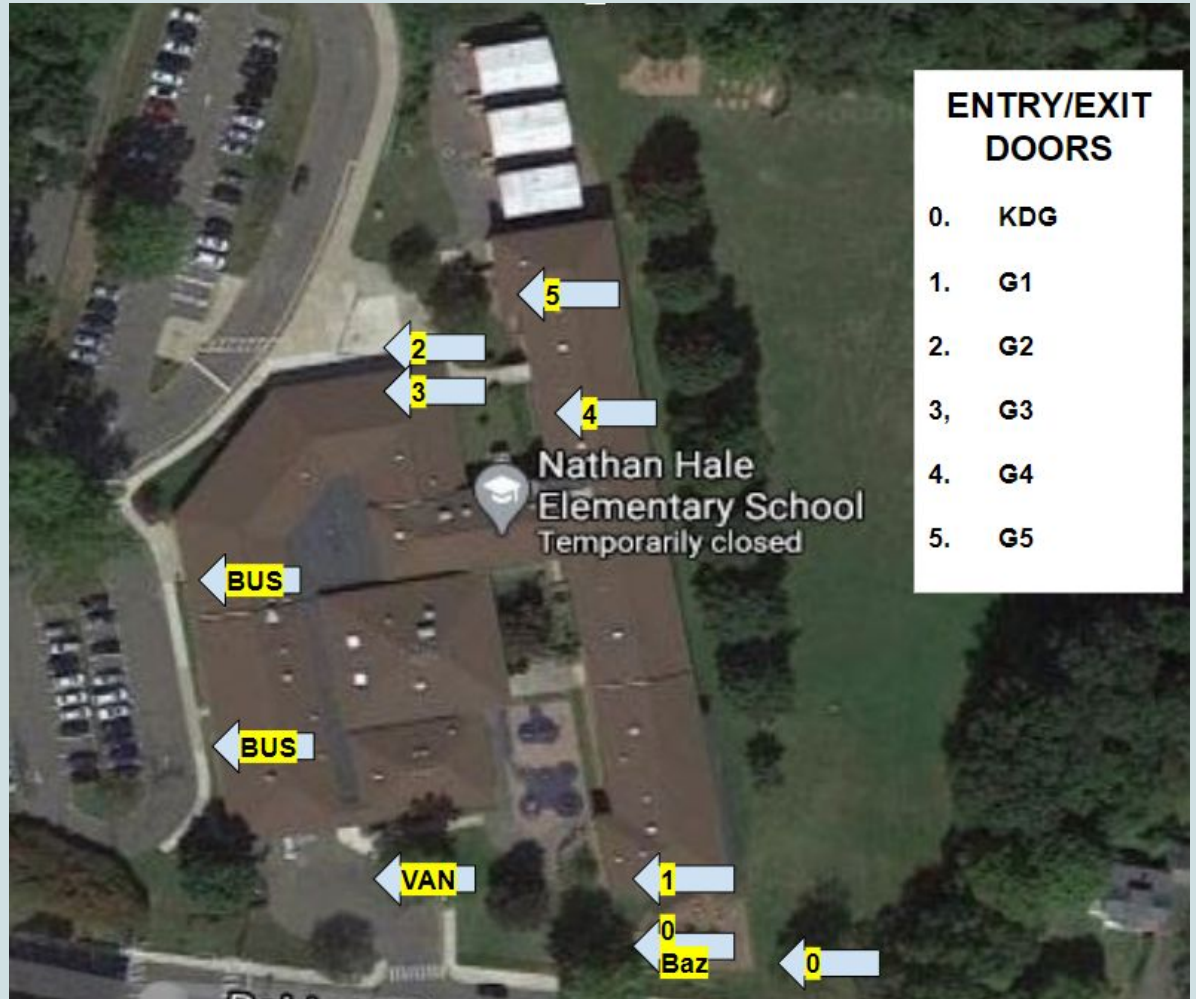 ENTRY/EXIT
DOORS
0. KDG
1. G1
2. G2
3, G3
4. G4
5. G5
5
2
3
4
Nathan Hale
Elementary School
Temporarily closed
BUS
BUS
VAN
1
0
Baz
0